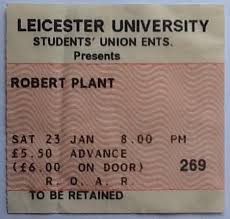 LEICESTER UNIVERSITY
STUDENTS' UNION ENTS.
Presents
ROBERT PLANT
SAT 23 JAN 8.00 PM
£5.50 ADVANCE
(£6.00 ON DOOR) 269
R. O. A. R
TO BE RETAINED